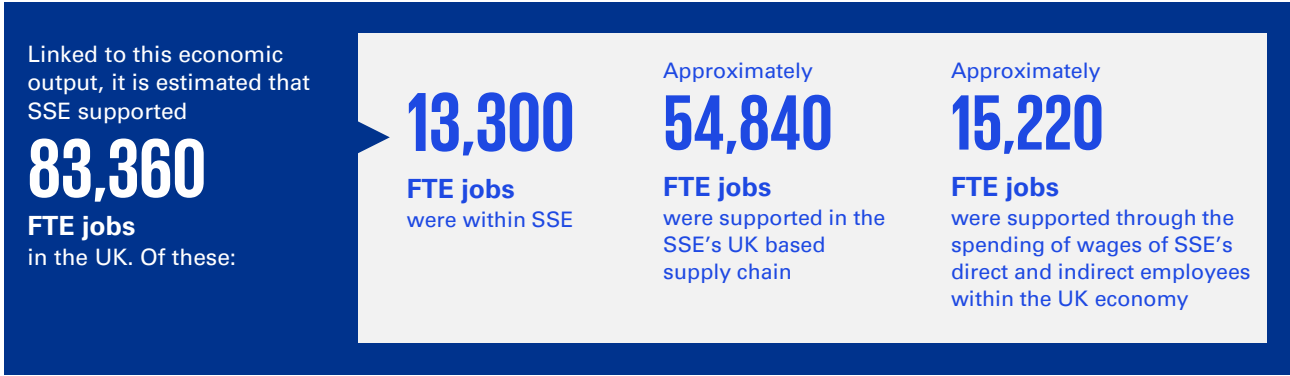 Linked to this economic
output, it is estimated that
SSE supported
83,360
FTE jobs
in the UK. Of these:
13,300
FTE jobs
were within SSE
Approximately
54,840
FTE jobs
were supported in the
SSE's UK based
supply chain
Approximately
15,220
FTE jobs
were supported through the
spending of wages of SSE's
direct and indirect employees
within the UK economy